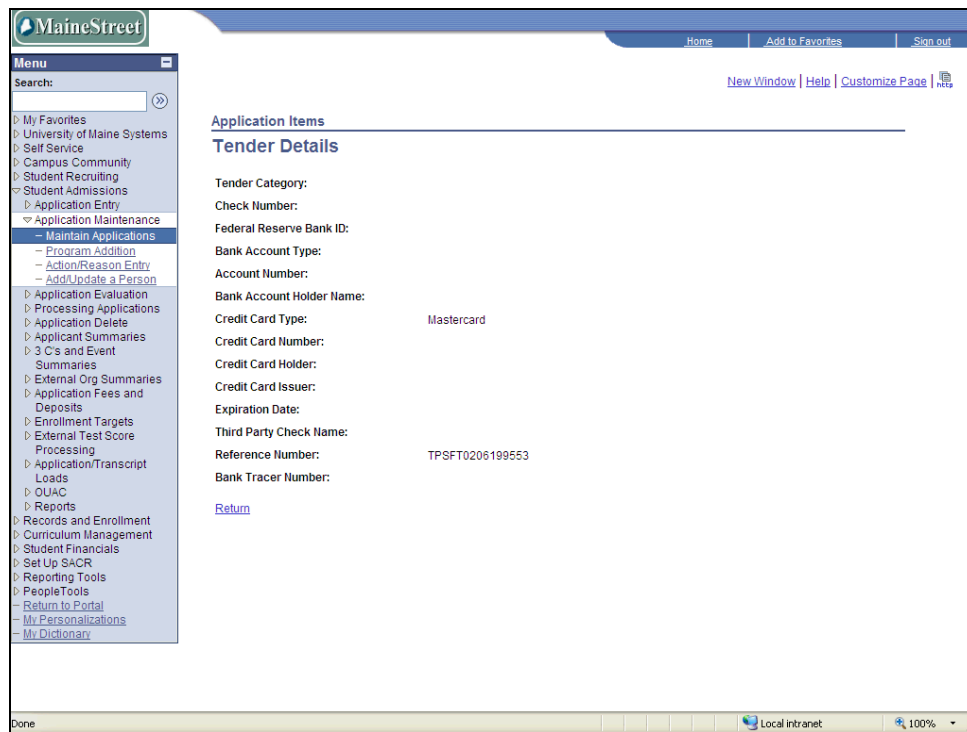 MaineStreet
Home
Add to Favorites
Sign out
Menu
Search:
New Window | Help | Customize Page | http
My Favorites
University of Maine Systems
Self Service
Campus Community
Student Recruiting
Student Admissions
Application Entry
Application Maintenance
– Maintain Applications
– Program Addition
– Action/Reason Entry
– Add/Update a Person
Application Evaluation
Processing Applications
Application Delete
Applicant Summaries
3 C's and Event
Summaries
External Org Summaries
Application Fees and
Deposits
Enrollment Targets
External Test Score
Processing
Application/Transcript
Loads
OUAC
Reports
Records and Enrollment
Curriculum Management
Student Financials
Set Up SACR
Reporting Tools
PeopleTools
– Return to Portal
– My Personalizations
– My Dictionary
Application Items
Tender Details
Tender Category:
Check Number:
Federal Reserve Bank ID:
Bank Account Type:
Account Number:
Bank Account Holder Name:
Credit Card Type: Mastercard
Credit Card Number:
Credit Card Holder:
Credit Card Issuer:
Expiration Date:
Third Party Check Name:
Reference Number: TPSFT0206199553
Bank Tracer Number:
Return
Done
Local intranet
100%